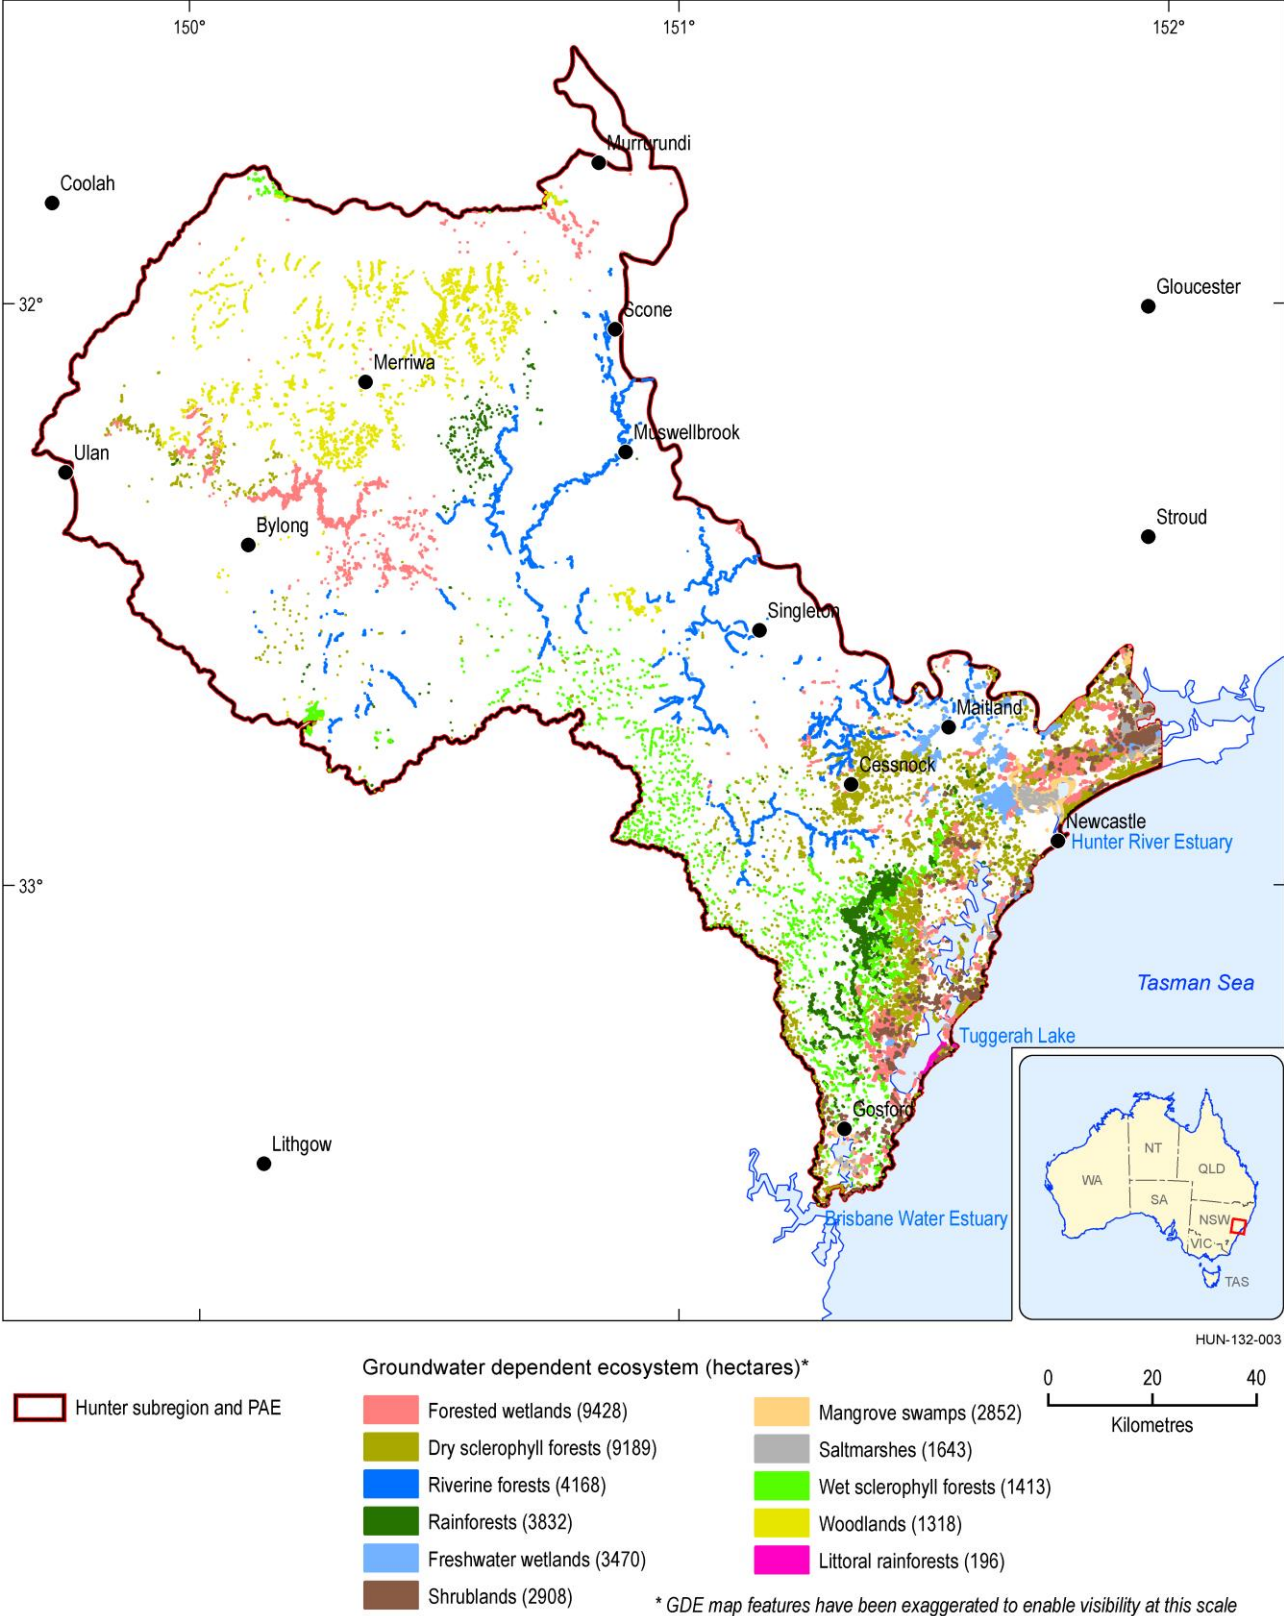 150°
151°
152°
Murrurundi
Coolah
Gloucester
32°
Scone
Merriwa
Muswellbrook
Ulan
Stroud
Bylong
Singleton
Maitland
Cessnock
Newcastle
Hunter River Estuary
33°
Tasman Sea
Tuggerah Lake
Gosford
Lithgow
Brisbane Water Estuary
NT
QLD
WA
SA
NSW
VIC
TAS
HUN-132-003
Groundwater dependent ecosystem (hectares)*
0 20 40
Kilometres
Hunter subregion and PAE
Forested wetlands (9428)
Dry sclerophyll forests (9189)
Riverine forests (4168)
Rainforests (3832)
Freshwater wetlands (3470)
Shrublands (2908)
Mangrove swamps (2852)
Saltmarshes (1643)
Wet sclerophyll forests (1413)
Woodlands (1318)
Littoral rainforests (196)
* GDE map features have been exaggerated to enable visibility at this scale